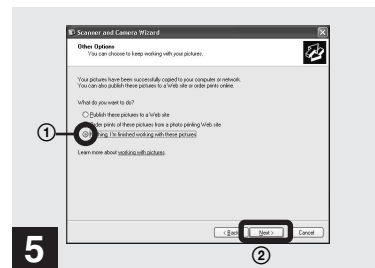 Scanner and Camera Wizard
Other Options
You can choose to keep working with your pictures.
Your pictures have been successfully copied to your computer or network.
You can also publish these pictures to a Web site or order prints online.
What do you want to do?
Publish these pictures to a Web site
Order prints of these pictures from a photo printing Web site
1
Nothing. I'm finished working with these pictures
Learn more about working with pictures.
< Back
Next >
Cancel
2
5